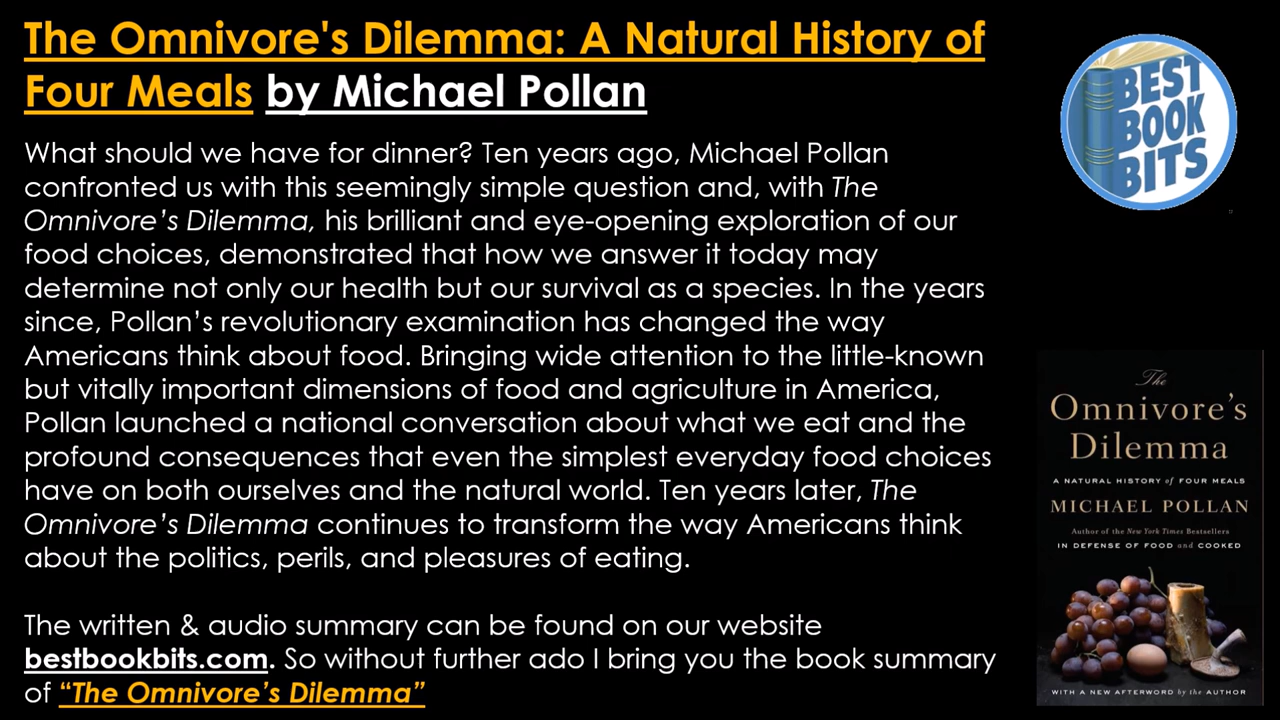 The Omnivore's Dilemma: A Natural History of
Four Meals by Michael Pollan
What should we have for dinner? Ten years ago, Michael Pollan
confronted us with this seemingly simple question and, with The
Omnivore’s Dilemma, his brilliant and eye-opening exploration of our
food choices, demonstrated that how we answer it today may
determine not only our health but our survival as a species. In the years
since, Pollan’s revolutionary examination has changed the way
Americans think about food. Bringing wide attention to the little-known
but vitally important dimensions of food and agriculture in America,
Pollan launched a national conversation about what we eat and the
profound consequences that even the simplest everyday food choices
have on both ourselves and the natural world. Ten years later, The
Omnivore’s Dilemma continues to transform the way Americans think
about the politics, perils, and pleasures of eating.
The written & audio summary can be found on our website
bestbookbits.com. So without further ado I bring you the book summary
of “The Omnivore’s Dilemma”
BEST
BOOK
BITS
The
Omnivore’s
Dilemma
A NATURAL HISTORY of FOUR MEALS
MICHAEL POLLAN
Author of the New York Times Bestsellers
IN DEFENSE OF FOOD and COOKED
WITH A NEW AFTERWORD by the AUTHOR